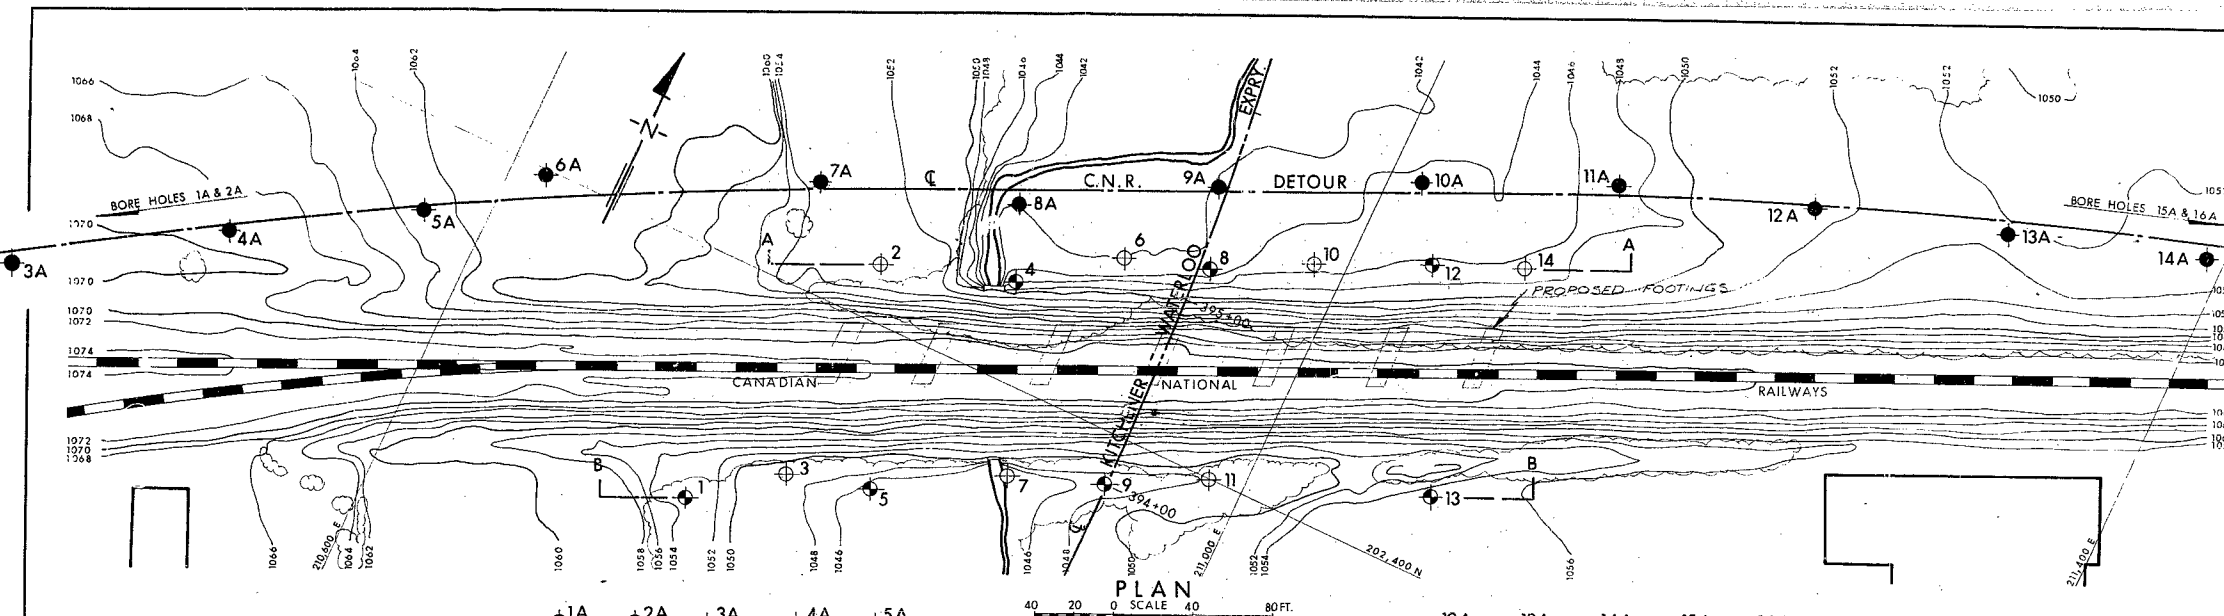 1064
1062
1060
1054
1052
1050
1048
1046
1044
1042
EXPRY.
1042
1044
1046
1048
1050
1052
1052
1050
1066
1068
-N-
6A
7A
℄
C.N.R.
9A
DETOUR
10A
11A
BORE HOLES 1A & 2A
5A
8A
12A
BORE HOLES 15A & 16A
1070
4A
13A
3A
A
2
6
8
10
12
14
A
14A
4
1070
PROPOSED FOOTINGS
1070
1072
395+00
KITCHENER - WATERLOO
1074
1074
CANADIAN
NATIONAL
RAILWAYS
1072
1070
1068
B
1
3
5
7
9
11
13
B
394+00
℄
1066
210,600 E
1064
1062
1060
1058
1056
1054
1052
1050
1048
1046
1046
1048
1050
211,000 E
1052
1054
202,400 N
1056
211,400 E
PLAN
40 20 0 SCALE 40 80 FT.
1A 2A 3A 4A 5A